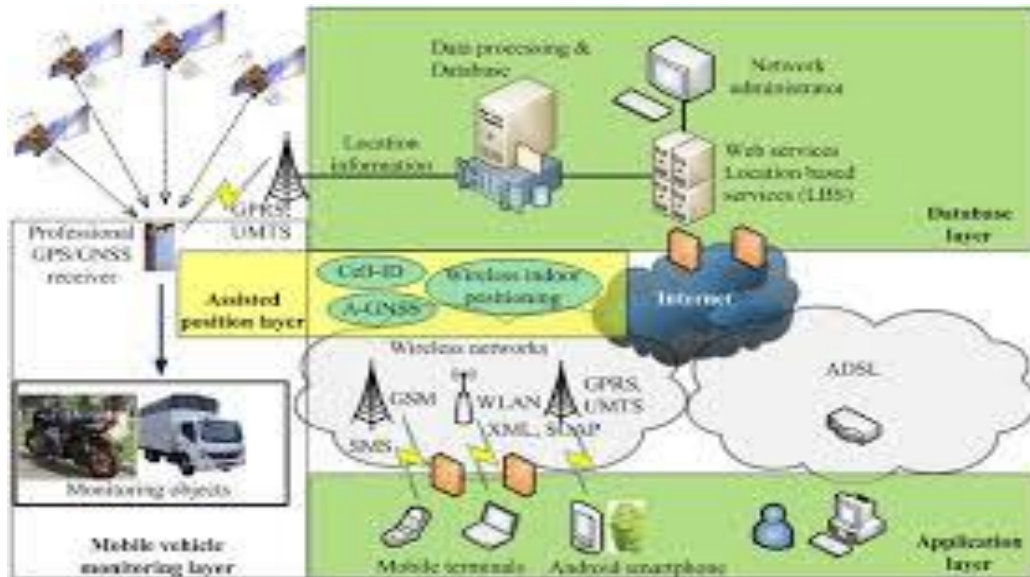 Data processing &
Database
Network
administrator
Location
information
Web services
Location based
services (LBS)
Database
layer
GPRS,
UMTS
Professional
GPS/GNSS
receiver
Cell-ID
Wireless indoor
positioning
A-GNSS
Assisted
position layer
Internet
Wireless networks
ADSL
GSM
WLAN
GPRS,
UMTS
SMS
XML, SOAP
Monitoring objects
Mobile vehicle
monitoring layer
Mobile terminals
Android smartphone
Application
layer